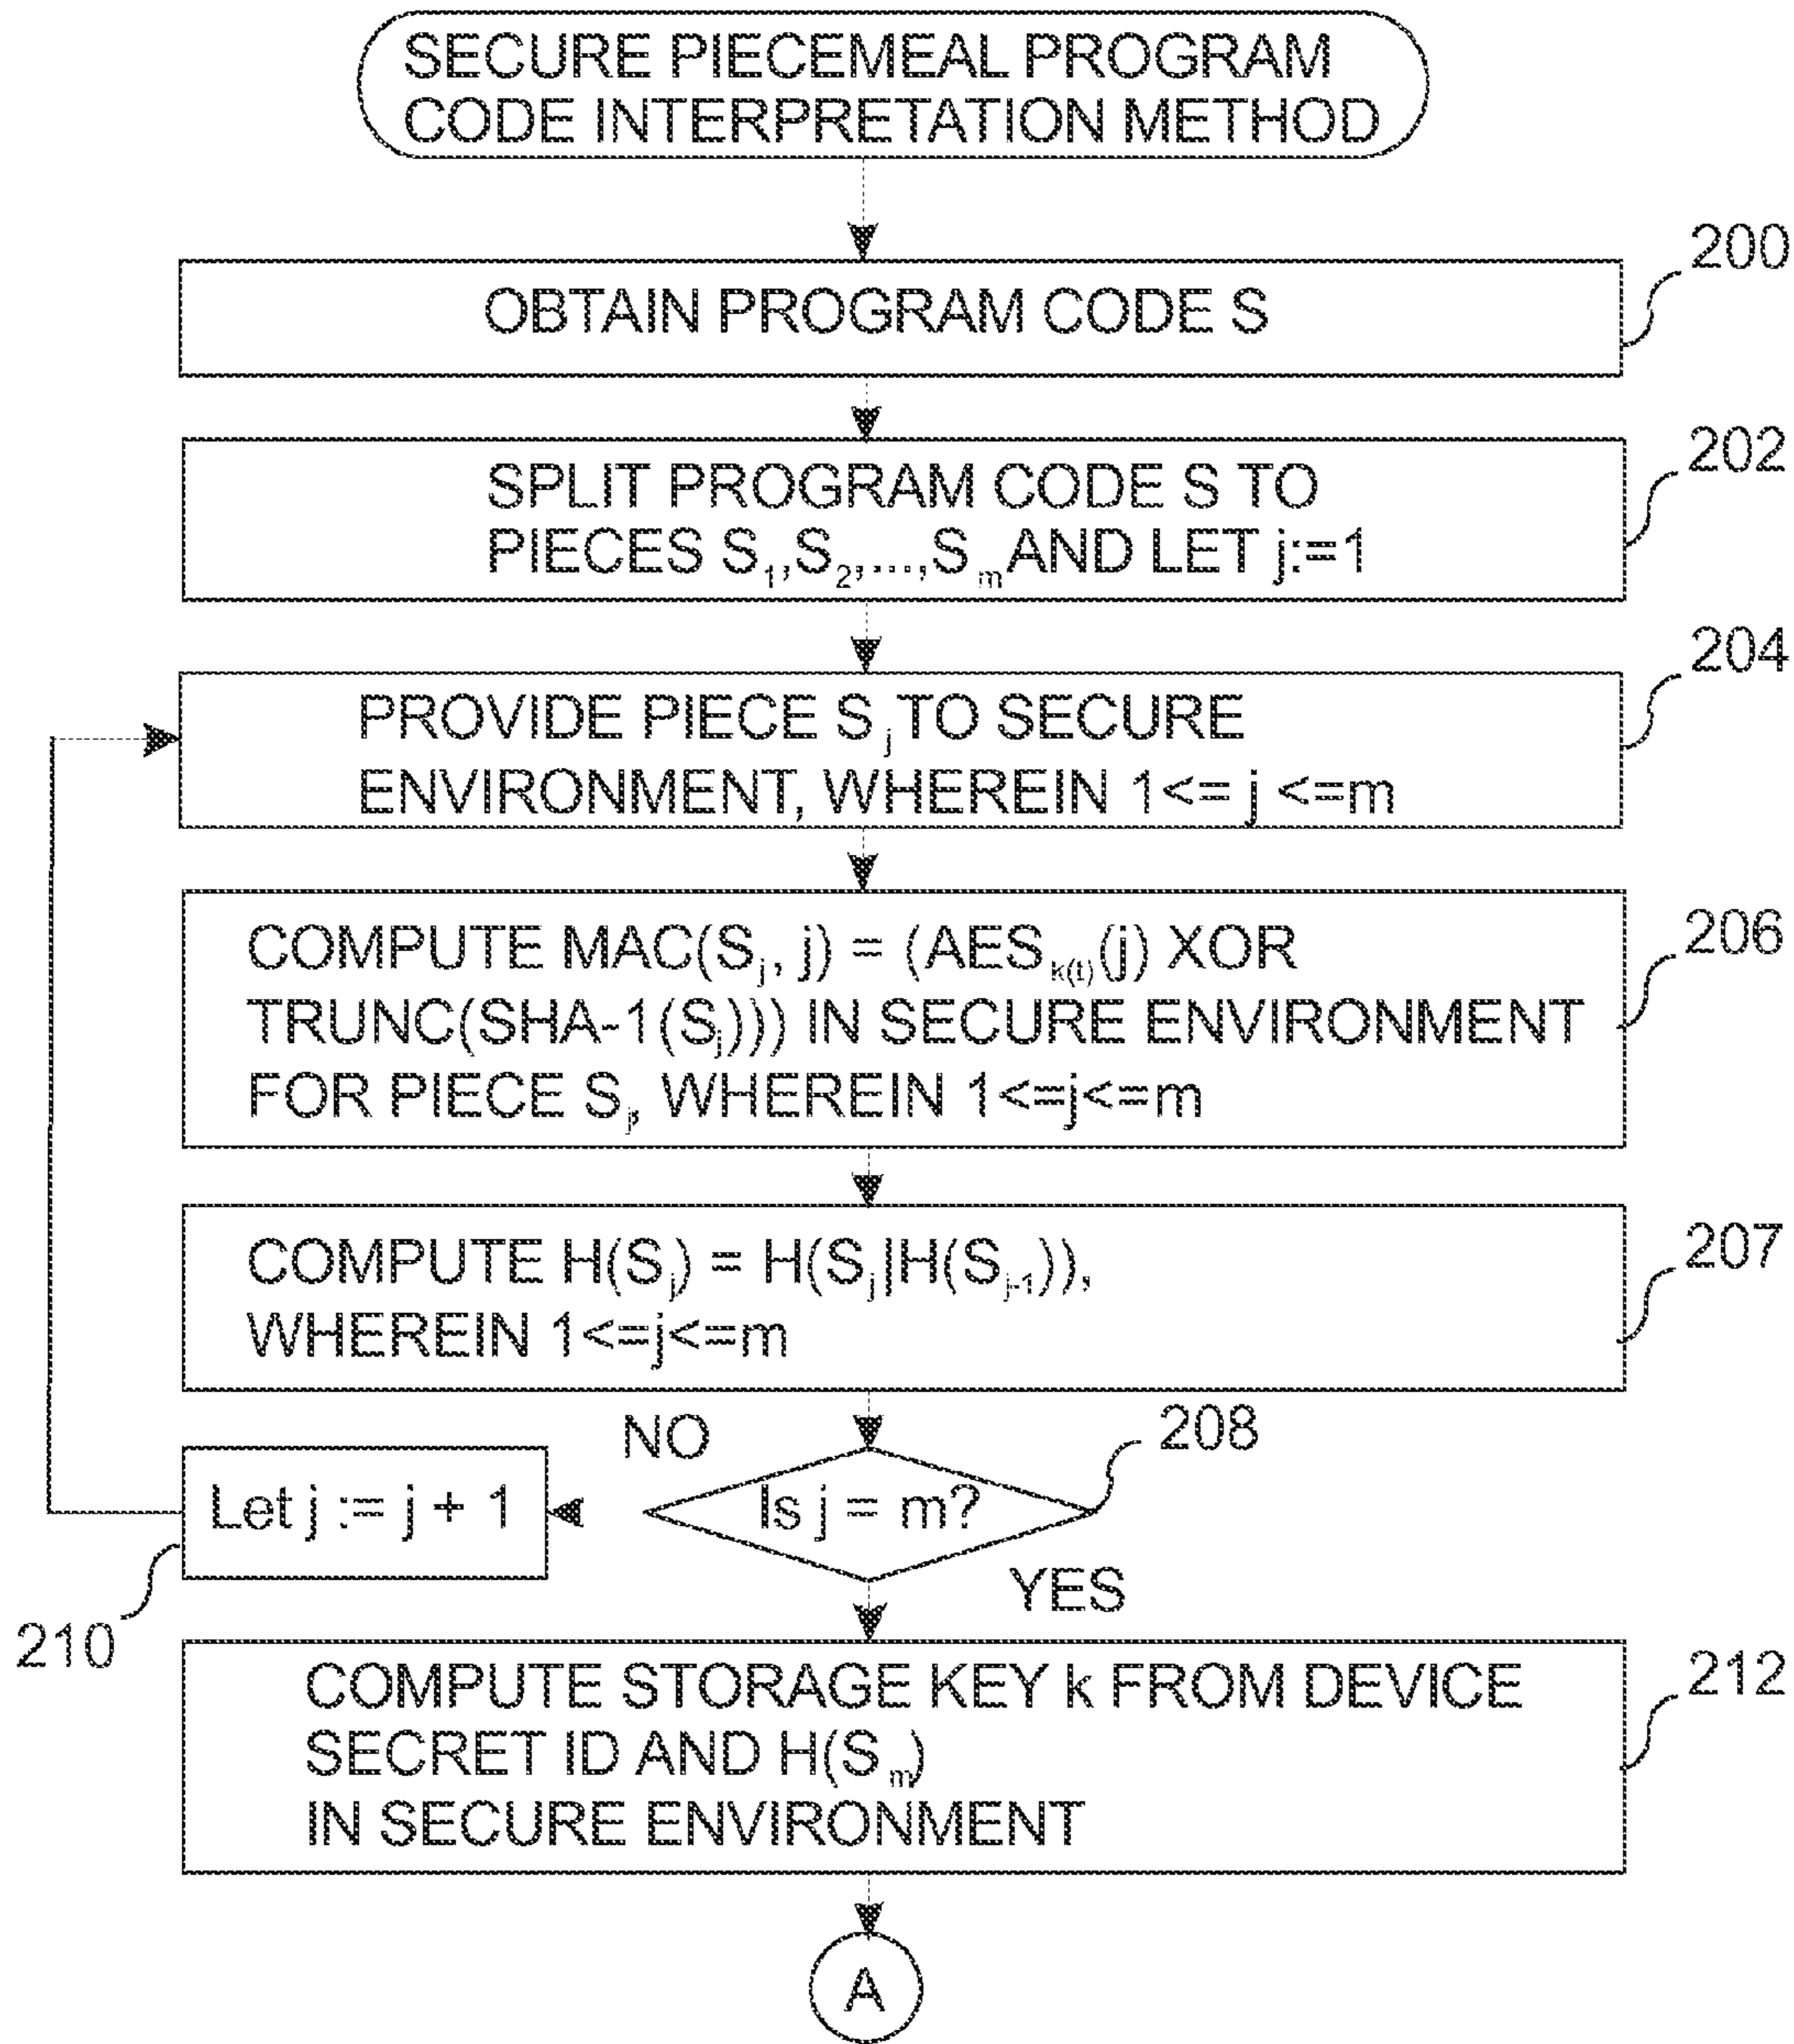 SECURE PIECEMEAL PROGRAM
CODE INTERPRETATION METHOD
200
OBTAIN PROGRAM CODE S
202
SPLIT PROGRAM CODE S TO
PIECES S₁,S₂,...,Sₘ AND LET j:=1
204
PROVIDE PIECE Sⱼ TO SECURE
ENVIRONMENT, WHEREIN 1<= j <=m
206
COMPUTE MAC(Sⱼ, j) = (AESₖ₍ₜ₎(j) XOR
TRUNC(SHA-1(Sⱼ))) IN SECURE ENVIRONMENT
FOR PIECE Sⱼ, WHEREIN 1<=j<=m
207
COMPUTE H(Sⱼ) = H(Sⱼ|H(Sⱼ₋₁)),
WHEREIN 1<=j<=m
NO
208
Let j := j + 1
Is j = m?
YES
210
212
COMPUTE STORAGE KEY k FROM DEVICE
SECRET ID AND H(Sₘ)
IN SECURE ENVIRONMENT
A